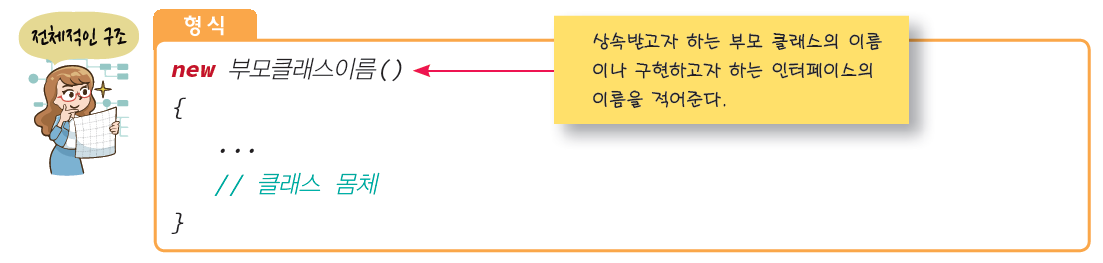 전체적인 구조
형식
new 부모클래스이름()
{
...
// 클래스 몸체
}
상속받고자 하는 부모 클래스의 이름
이나 구현하고자 하는 인터페이스의
이름을 적어준다.